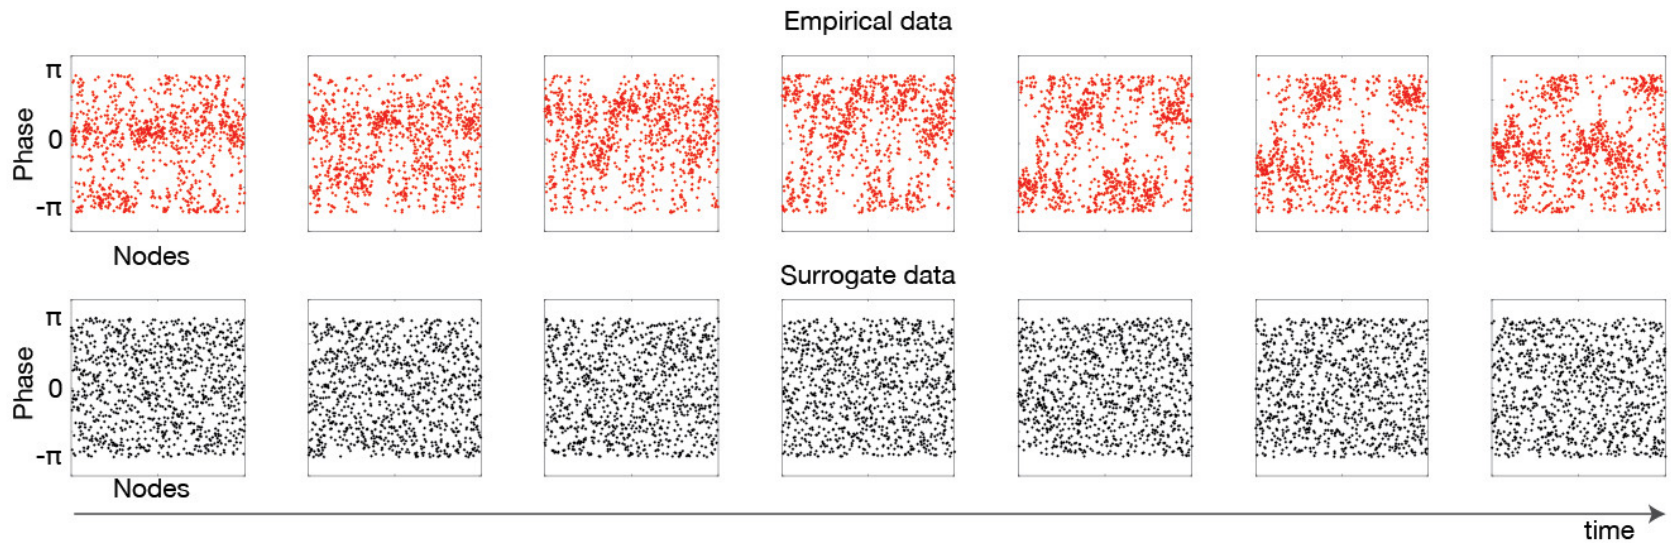 Empirical data
π
0
-π
Phase
Nodes
Surrogate data
π
0
-π
Phase
Nodes
time